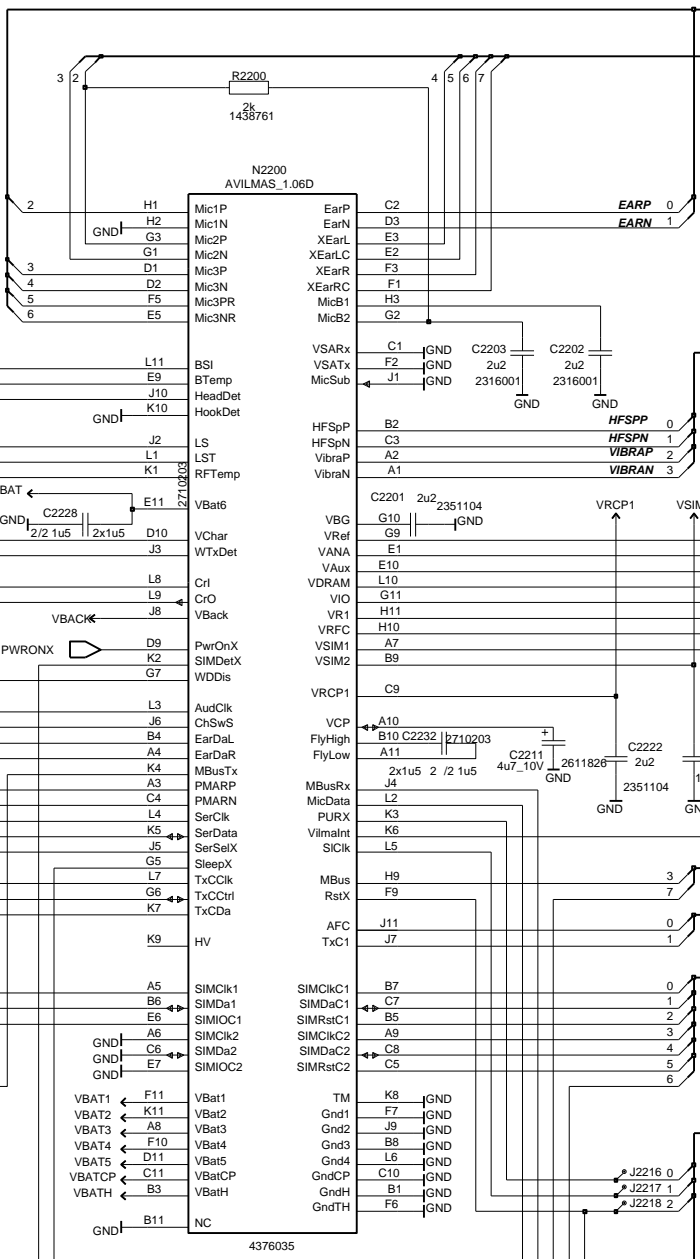 3 2
4 5 6 7
R2200
2k
1438761
N2200
AVILMAS_1.06D
2 H1 Mic1P EarP C2 EARP 0
GND H2 Mic1N EarN D3 EARN 1
G3 Mic2P XEarL E3
G1 Mic2N XEarLC E2
3 D1 Mic3P XEarR F3
4 D2 Mic3N XEarRC F1
5 F5 Mic3PR MicB1 H3
6 E5 Mic3NR MicB2 G2
VSARx C1 GND
L11 BSI VSATx F2 GND
E9 BTemp MicSub J1 GND
J10 HeadDet
GND K10 HookDet
C2203 C2202
2u2 2u2
2316001 2316001
GND GND
HFSpP B2 HFSPP 0
J2 LS HFSpN C3 HFSPN 1
L1 LST VibraP A2 VIBRAP 2
K1 RFTemp VibraN A1 VIBRAN 3
2710203
BAT
E11 VBat6
GND C2228
2/2 1u5 2x1u5
C2201 2u2 2351104
VBG G10 GND
VRCP1 VSIM
D10 VChar VRef G9
J3 WTxDet VANA E1
VAux E10
L8 CrI VDRAM L10
L9 CrO VIO G11
VBACK J8 VBack VR1 H11
VRFC H10
PWRONX D9 PwrOnX VSIM1 A7
K2 SIMDetX VSIM2 B9
G7 WDDis
VRCP1 C9
L3 AudClk
J6 ChSwS VCP A10
B4 EarDaL FlyHigh B10 C2232 2710203
A4 EarDaR FlyLow A11
2x1u5 2 /2 1u5
+
C2211
4u7_10V 2611826
GND
C2222
2u2
2351104
GND
1
GN
K4 MBusTx
A3 PMARP MBusRx J4
C4 PMARN MicData L2
L4 SerClk PURX K3
K5 SerData VilmaInt K6
J5 SerSelX SlClk L5
G5 SleepX
L7 TxCClk MBus H9 3
G6 TxCCtrl RstX F9 7
K7 TxCDa
AFC J11 0
K9 HV TxC1 J7 1
A5 SIMClk1 SIMClkC1 B7 0
B6 SIMDa1 SIMDaC1 C7 1
E6 SIMIOC1 SIMRstC1 B5 2
GND A6 SIMClk2 SIMClkC2 A9 3
GND C6 SIMDa2 SIMDaC2 C8 4
GND E7 SIMIOC2 SIMRstC2 C5 5
6
VBAT1 F11 VBat1 TM K8 GND
VBAT2 K11 VBat2 Gnd1 F7 GND
VBAT3 A8 VBat3 Gnd2 J9 GND
VBAT4 F10 VBat4 Gnd3 B8 GND
VBAT5 D11 VBat5 Gnd4 L6 GND
VBATCP C11 VBatCP GndCP C10 GND
VBATH B3 VBatH GndH B1 GND
GndTH F6 GND
J2216 0
J2217 1
J2218 2
GND B11 NC
4376035